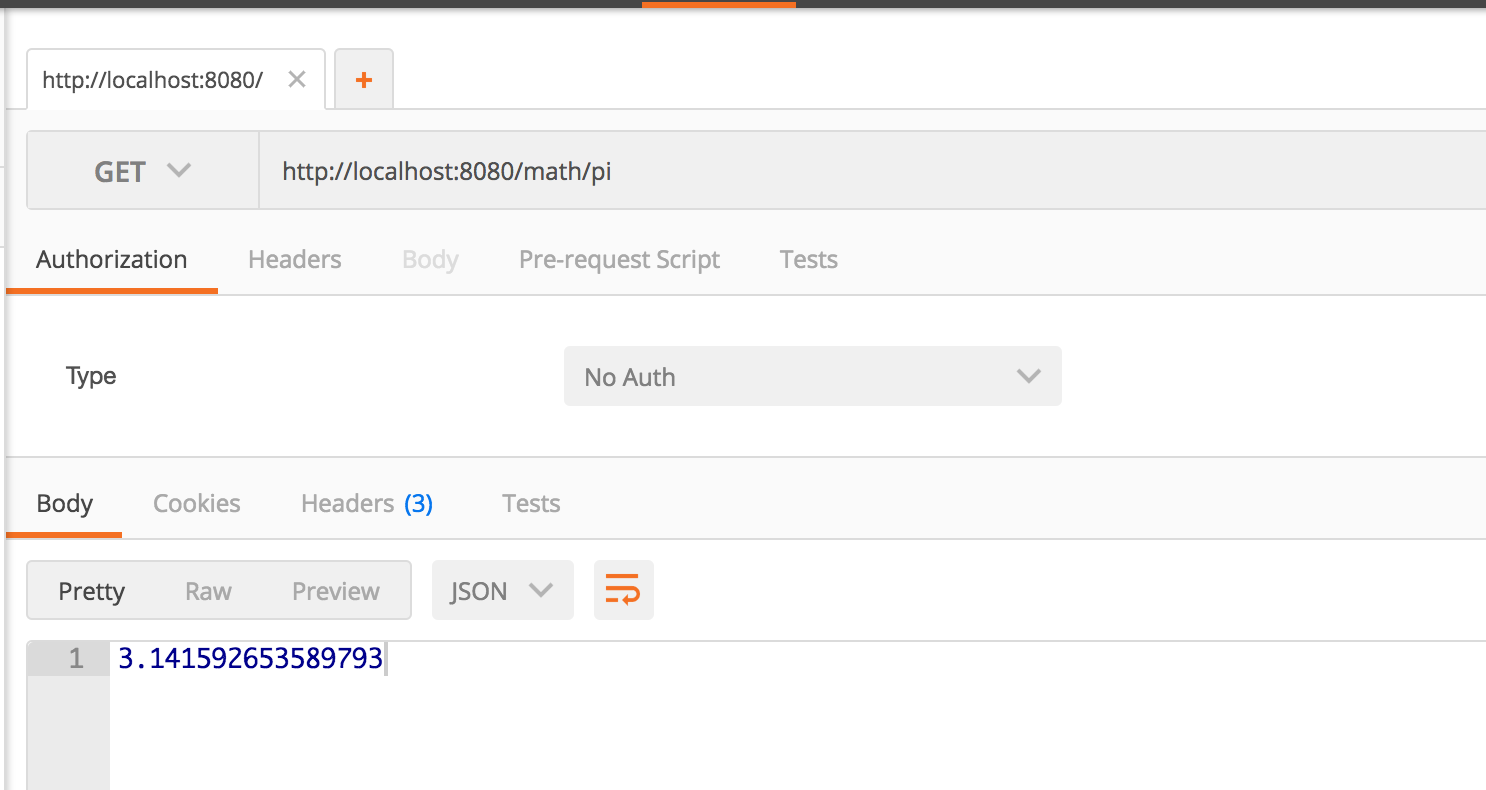 http://localhost:8080/
GET http://localhost:8080/math/pi
Authorization Headers Body Pre-request Script Tests
Type No Auth
Body Cookies Headers (3) Tests
Pretty Raw Preview JSON
1 3.141592653589793